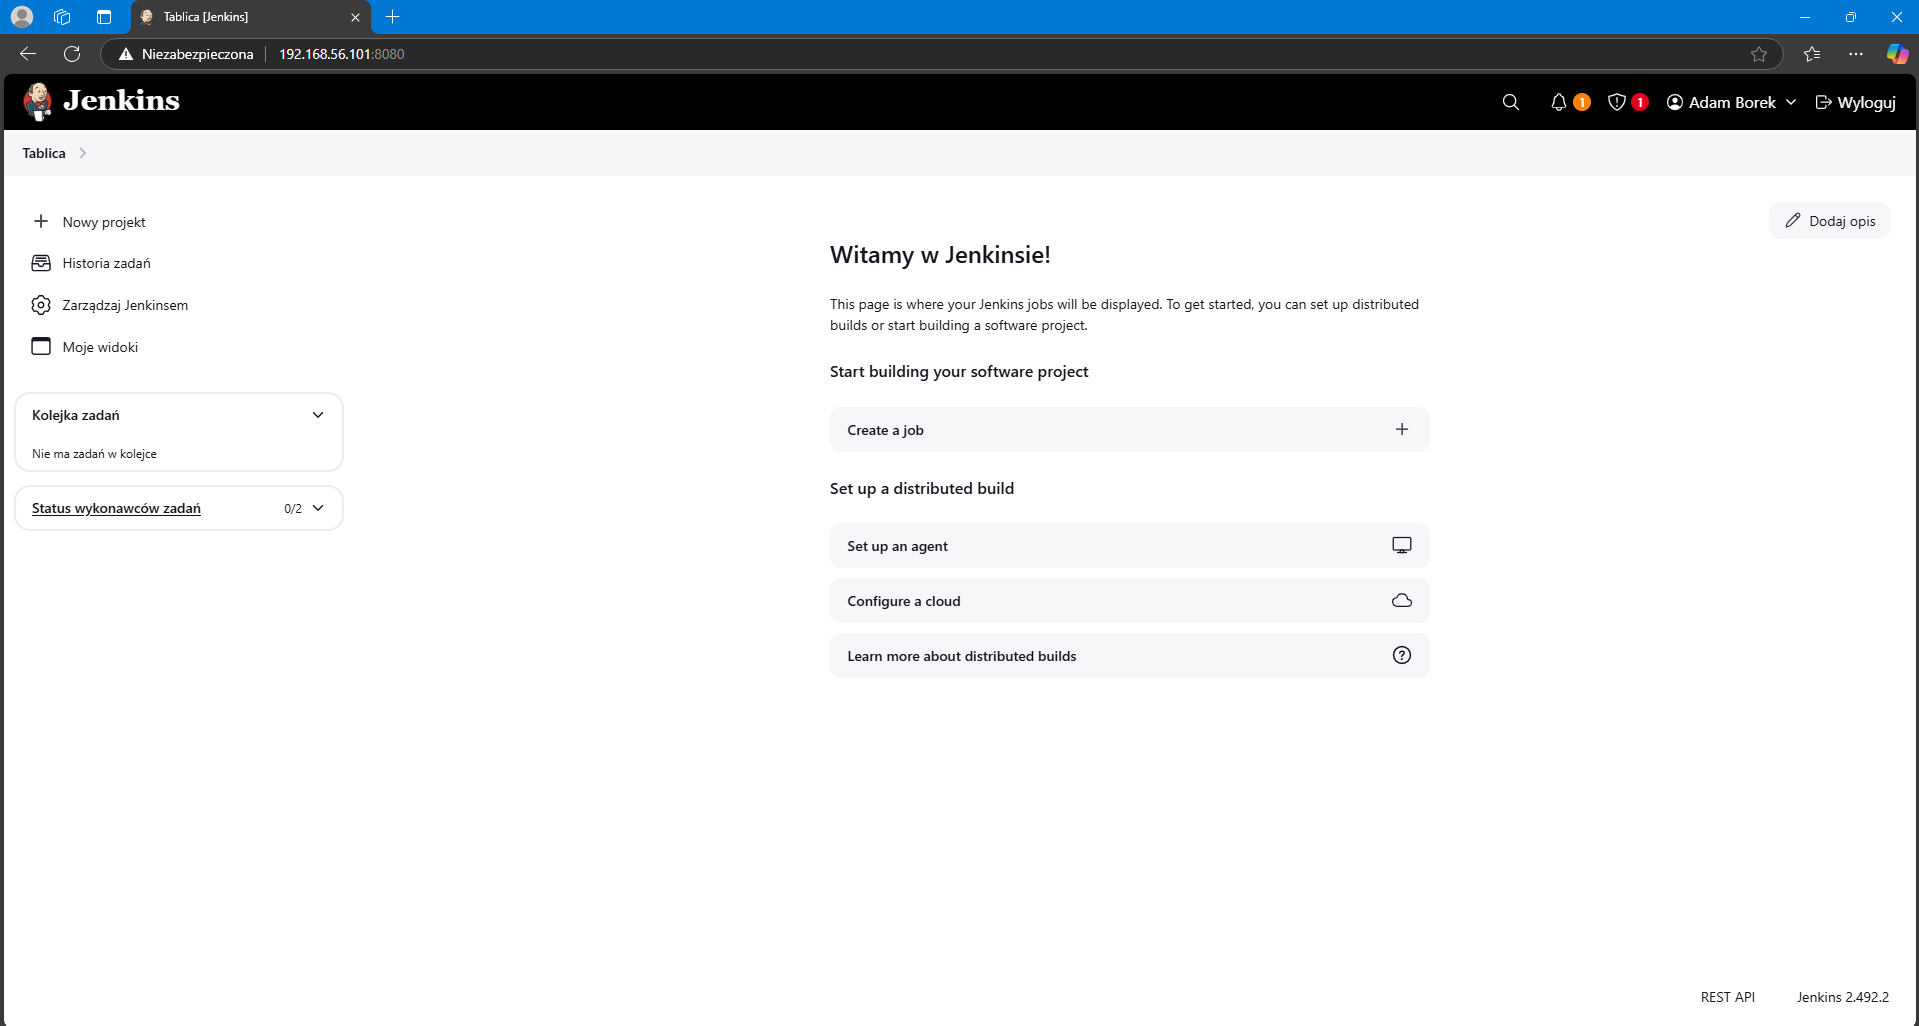 Tablica [Jenkins]
Niezabezpieczona 192.168.56.101:8080
Jenkins
1 1 Adam Borek Wyloguj
Tablica
Nowy projekt
Historia zadań
Zarządzaj Jenkinsem
Moje widoki
Kolejka zadań
Nie ma zadań w kolejce
Status wykonawców zadań 0/2
Dodaj opis
Witamy w Jenkinsie!
This page is where your Jenkins jobs will be displayed. To get started, you can set up distributed
builds or start building a software project.
Start building your software project
Create a job
Set up a distributed build
Set up an agent
Configure a cloud
Learn more about distributed builds
REST API Jenkins 2.492.2